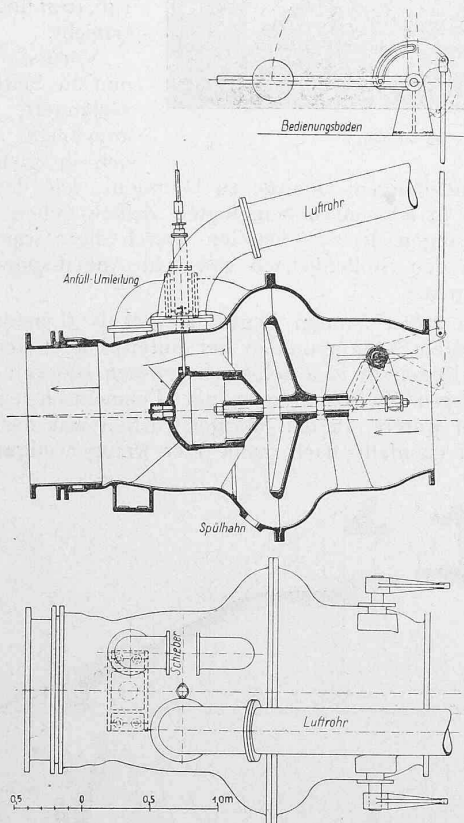 Bedienungsboden
Luftrohr
Anfüll-Umleitung
Spülhahn
Schieber
Luftrohr
0,5 0 0,5 1,0m